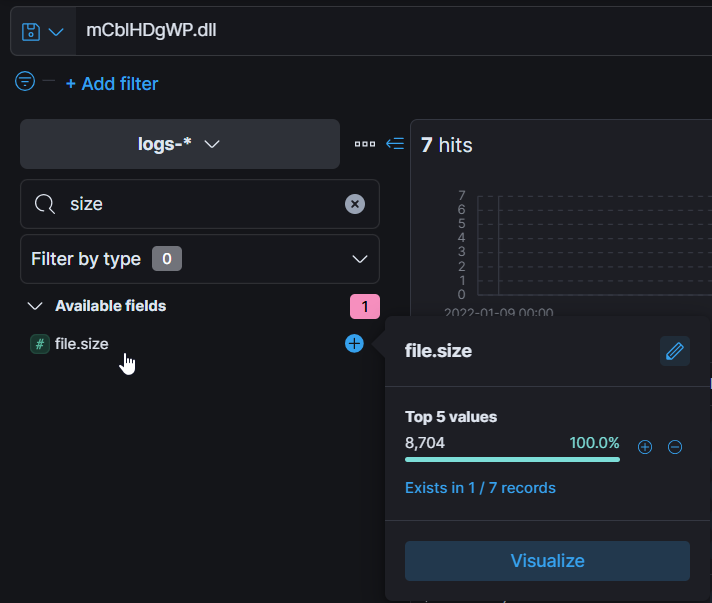 mCblHDgWP.dll
+ Add filter
logs-*
7 hits
size
Filter by type 0
Available fields 1
# file.size
7
6
5
4
3
2
1
0
2022-01-09 00:00
file.size
Top 5 values
8,704 100.0%
Exists in 1 / 7 records
Visualize